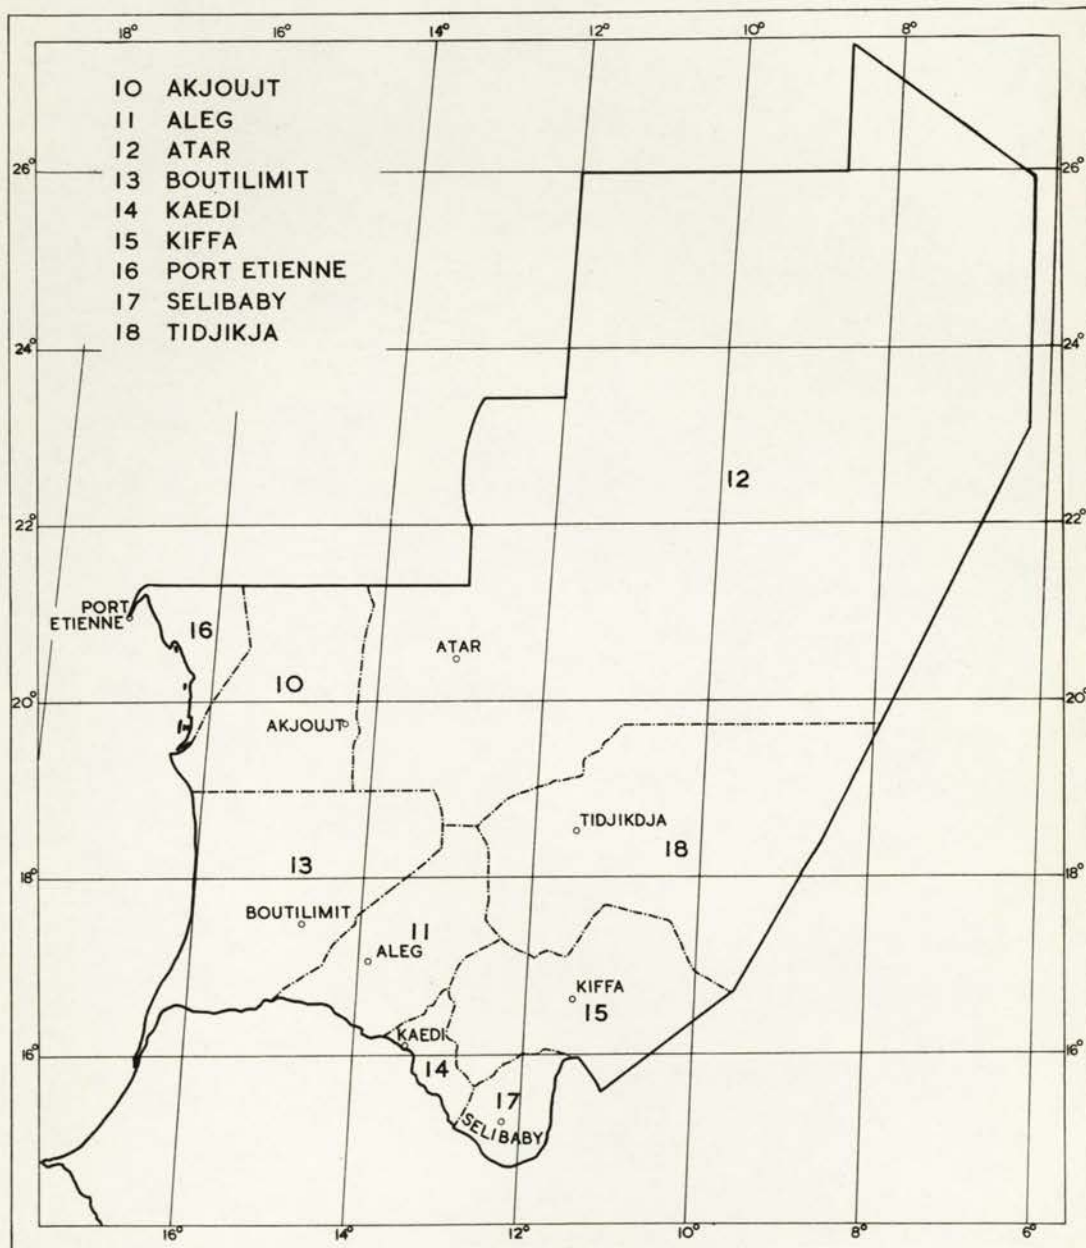 18° 16° 14° 12° 10° 8°
10 AKJOUJT
11 ALEG
12 ATAR
13 BOUTILIMIT
14 KAEDI
15 KIFFA
16 PORT ETIENNE
17 SELIBABY
18 TIDJIKJA
26° 26°
24° 24°
12
22° 22°
PORT
ETIENNE
16
ATAR
10
20° 20°
AKJOUJT
TIDJIKDJA
18
13
18° 18°
BOUTILIMIT
11
ALEG
KIFFA
15
KAEDI
16° 16°
14
17
SELIBABY
16° 14° 12° 10° 8° 6°